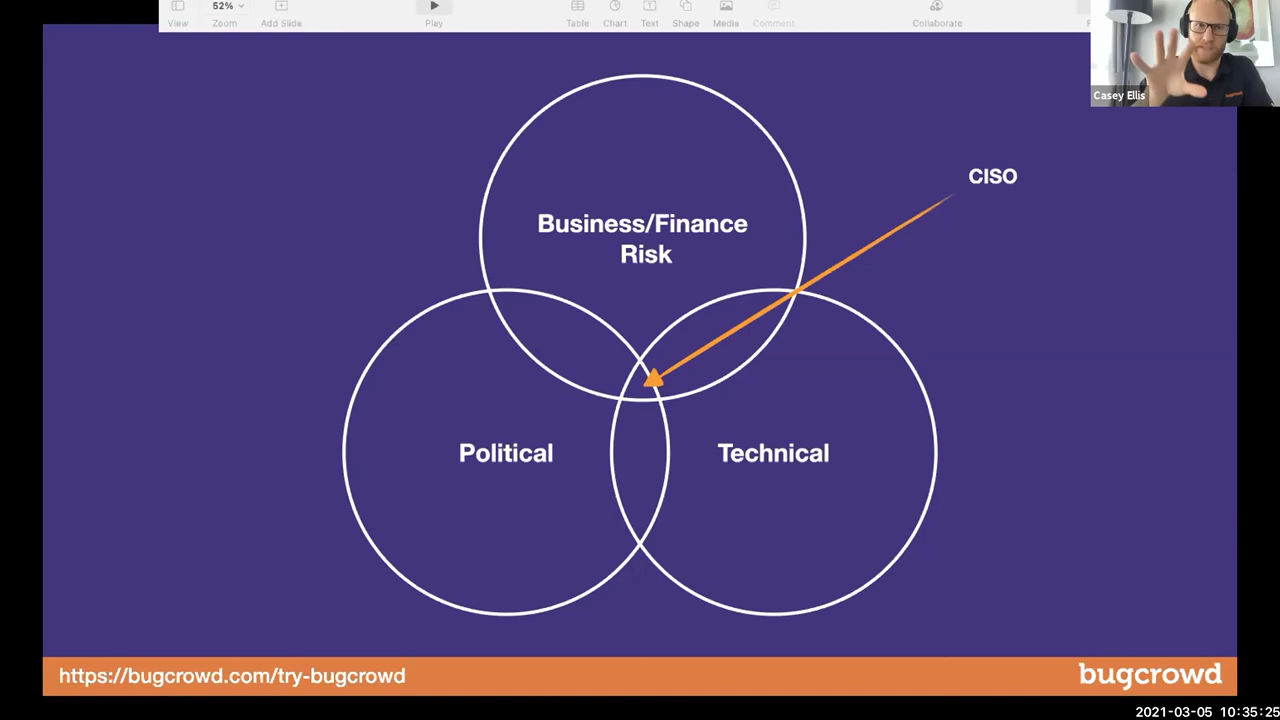 52%
View
Zoom
Add Slide
Play
Table
Chart
Text
Shape
Media
Comment
Collaborate
Casey Ellis
CISO
Business/Finance
Risk
Political
Technical
https://bugcrowd.com/try-bugcrowd
bugcrowd
2021-03-05 10:35:25